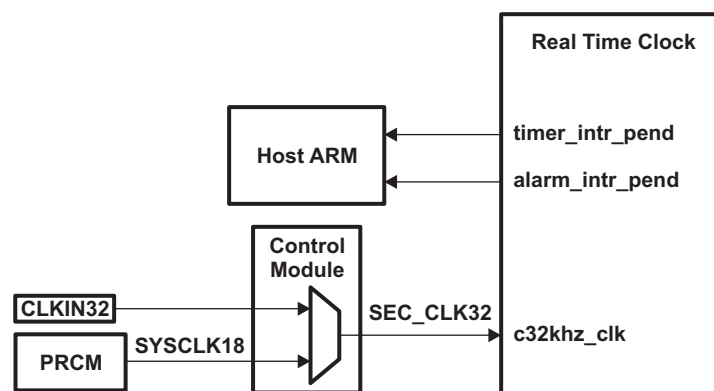 Real Time Clock
timer_intr_pend
Host ARM
alarm_intr_pend
Control
Module
CLKIN32
SEC_CLK32
c32khz_clk
SYSCLK18
PRCM